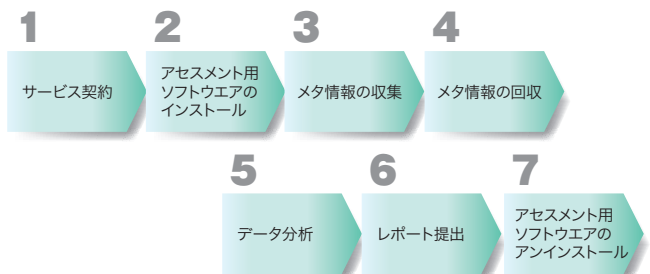 1
サービス契約
2
アセスメント用
ソフトウエアの
インストール
3
メタ情報の収集
4
メタ情報の回収
5
データ分析
6
レポート提出
7
アセスメント用
ソフトウエアの
アンインストール